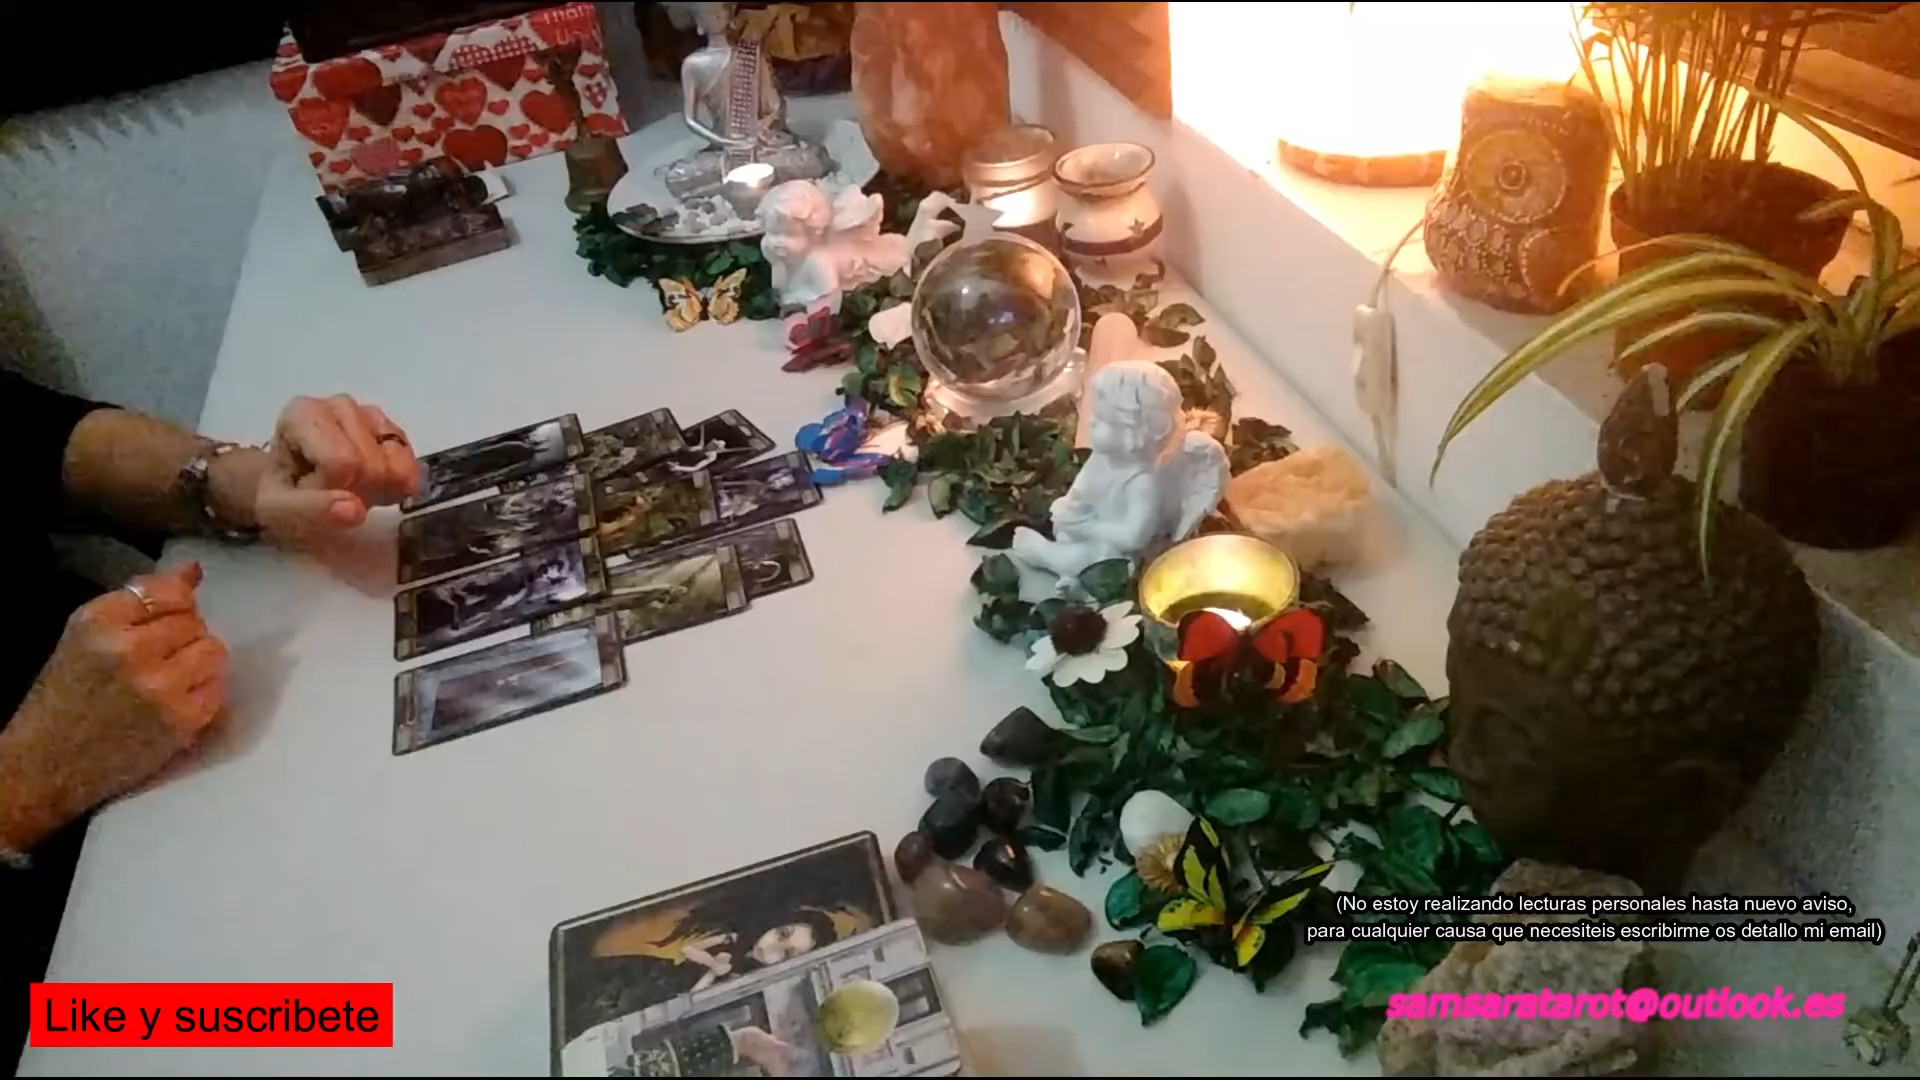 (No estoy realizando lecturas personales hasta nuevo aviso,
para cualquier causa que necesiteis escribirme os detallo mi email)
samsaratarot@outlook.es
Like y suscribete